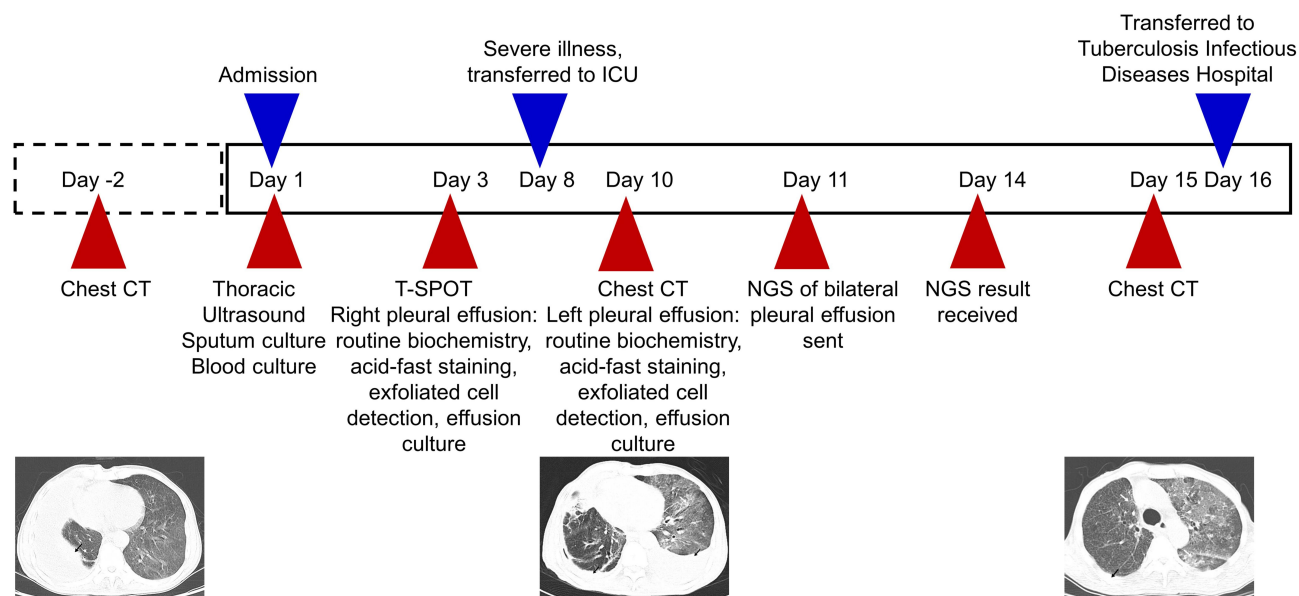 Admission
Severe illness,
transferred to ICU
Transferred to
Tuberculosis Infectious
Diseases Hospital
Day -2
Day 1
Day 3
Day 8
Day 10
Day 11
Day 14
Day 15
Day 16
Chest CT
Thoracic
Ultrasound
Sputum culture
Blood culture
T-SPOT
Right pleural effusion:
routine biochemistry,
acid-fast staining,
exfoliated cell
detection, effusion
culture
Chest CT
Left pleural effusion:
routine biochemistry,
acid-fast staining,
exfoliated cell
detection, effusion
culture
NGS of bilateral
pleural effusion
sent
NGS result
received
Chest CT